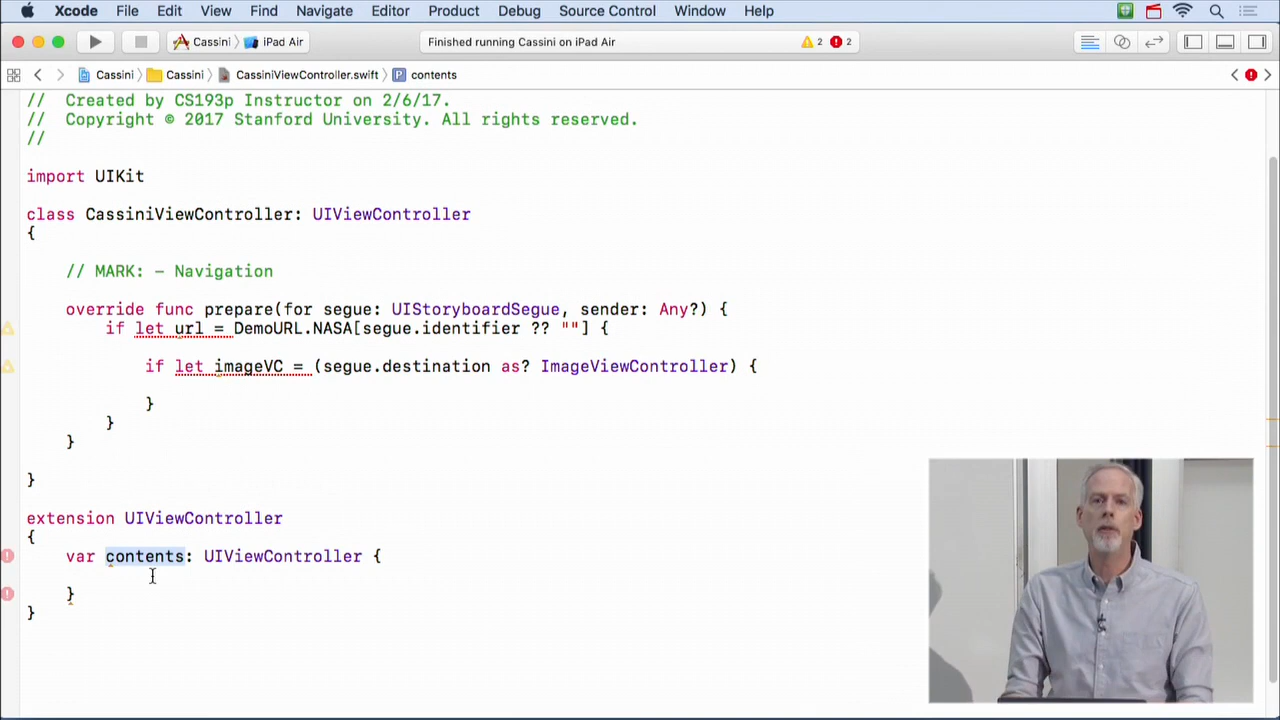 Xcode File Edit View Find Navigate Editor Product Debug Source Control Window Help
Cassini iPad Air Finished running Cassini on iPad Air 2 2
Cassini Cassini CassiniViewController.swift P contents
// Created by CS193p Instructor on 2/6/17.
// Copyright © 2017 Stanford University. All rights reserved.
//
import UIKit
class CassiniViewController: UIViewController
{
// MARK: - Navigation
override func prepare(for segue: UIStoryboardSegue, sender: Any?) {
if let url = DemoURL.NASA[segue.identifier ?? ""] {
if let imageVC = (segue.destination as? ImageViewController) {
}
}
}
}
extension UIViewController
{
var contents: UIViewController {
}
}